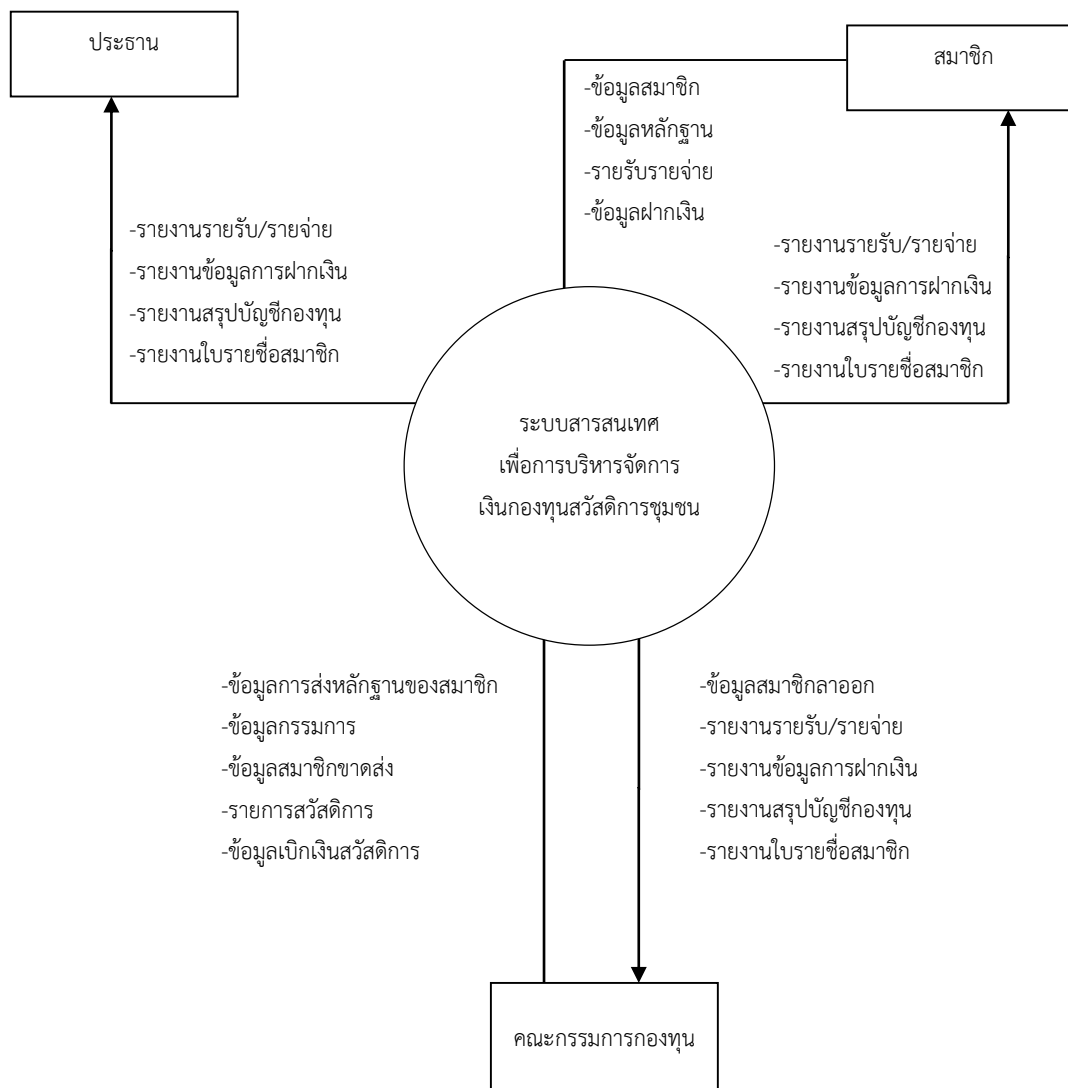 ประธาน
สมาชิก
-ข้อมูลสมาชิก
-ข้อมูลหลักฐาน
-รายรับรายจ่าย
-ข้อมูลฝากเงิน
-รายงานรายรับ/รายจ่าย
-รายงานข้อมูลการฝากเงิน
-รายงานสรุปบัญชีกองทุน
-รายงานใบรายชื่อสมาชิก
-รายงานรายรับ/รายจ่าย
-รายงานข้อมูลการฝากเงิน
-รายงานสรุปบัญชีกองทุน
-รายงานใบรายชื่อสมาชิก
ระบบสารสนเทศ
เพื่อการบริหารจัดการ
เงินกองทุนสวัสดิการชุมชน
-ข้อมูลการส่งหลักฐานของสมาชิก
-ข้อมูลกรรมการ
-ข้อมูลสมาชิกขาดส่ง
-รายการสวัสดิการ
-ข้อมูลเบิกเงินสวัสดิการ
-ข้อมูลสมาชิกลาออก
-รายงานรายรับ/รายจ่าย
-รายงานข้อมูลการฝากเงิน
-รายงานสรุปบัญชีกองทุน
-รายงานใบรายชื่อสมาชิก
คณะกรรมการกองทุน